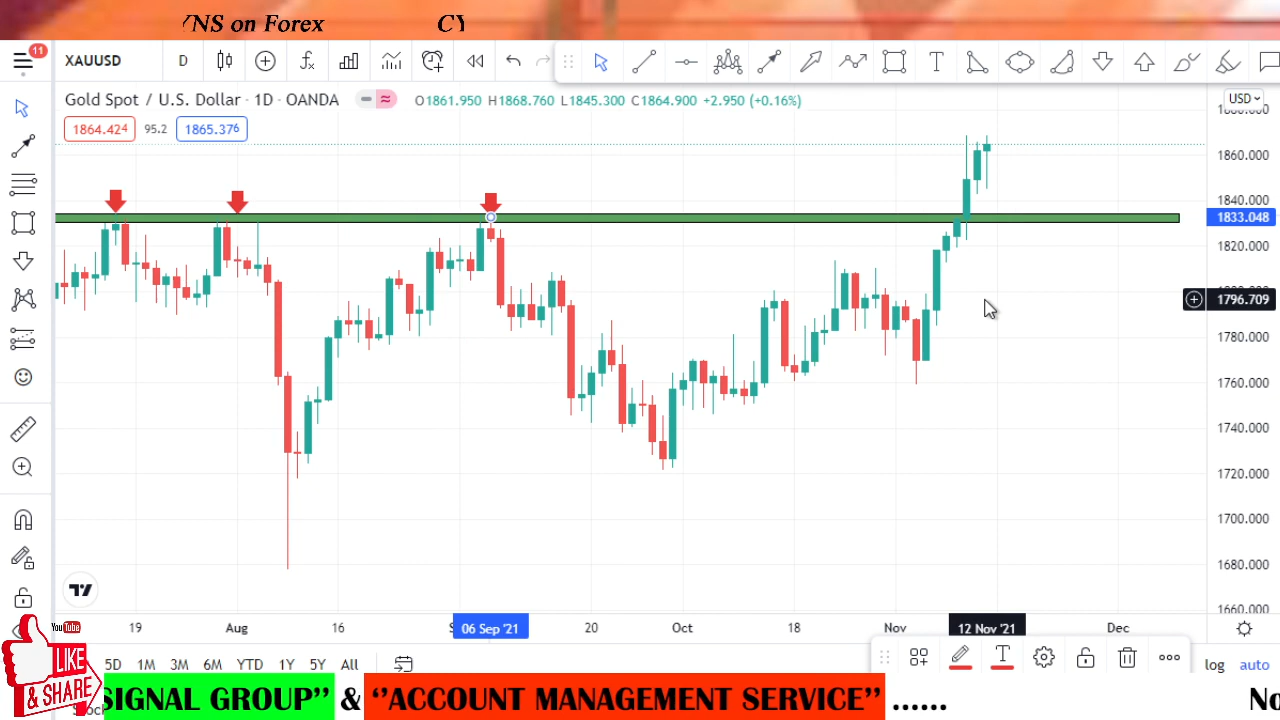 YNS on Forex CY
11
XAUUSD D
Gold Spot / U.S. Dollar · 1D · OANDA O1861.950 H1868.760 L1845.300 C1864.900 +2.950 (+0.16%)
USD
1864.424 95.2 1865.376
1860.000
1840.000
1833.048
1820.000
1796.709
1780.000
1760.000
1740.000
1720.000
1700.000
1680.000
1660.000
19 Aug 16 06 Sep '21 20 Oct 18 Nov 12 Nov '21 Dec
YouTube
LIKE
& SHARE
5D 1M 3M 6M YTD 1Y 5Y All
log auto
SIGNAL GROUP” & “ACCOUNT MANAGEMENT SERVICE” ...... No